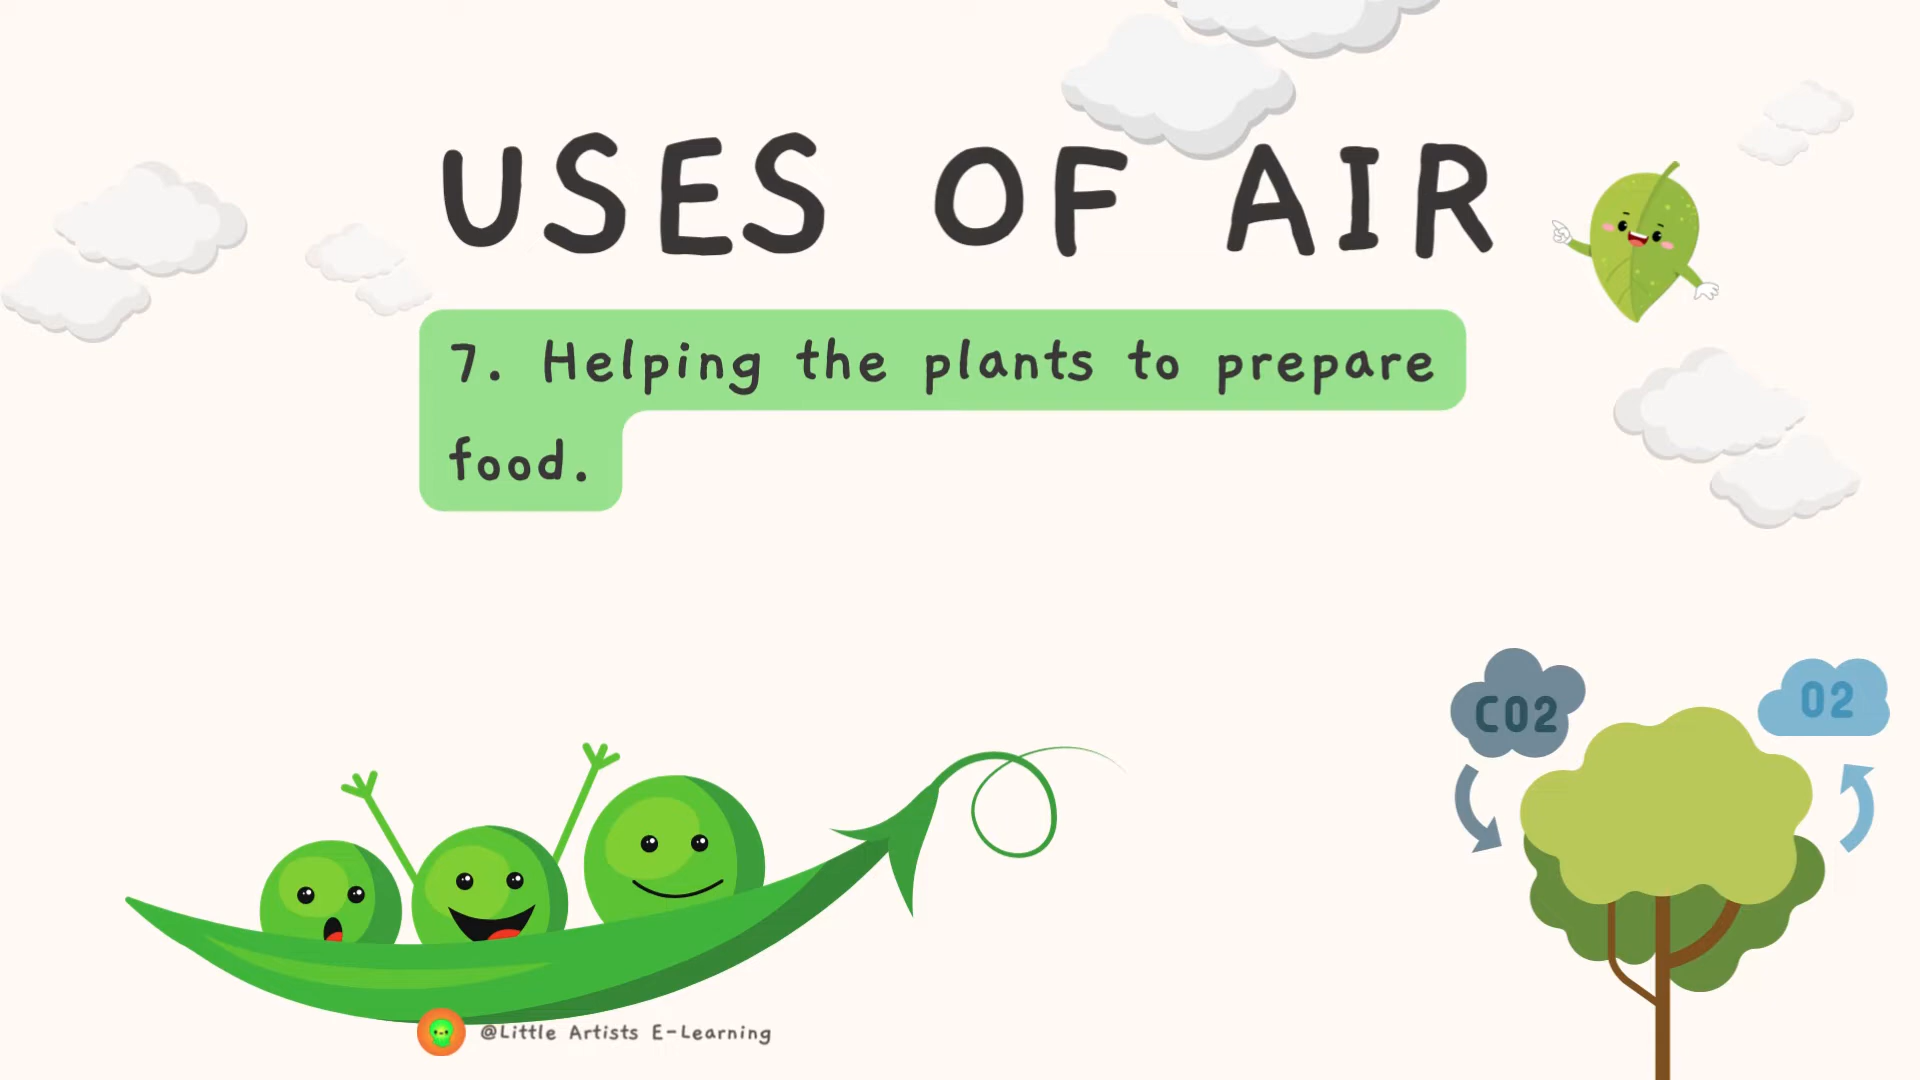 USES OF AIR
7. Helping the plants to prepare
food.
CO2
O2
@Little Artists E-Learning